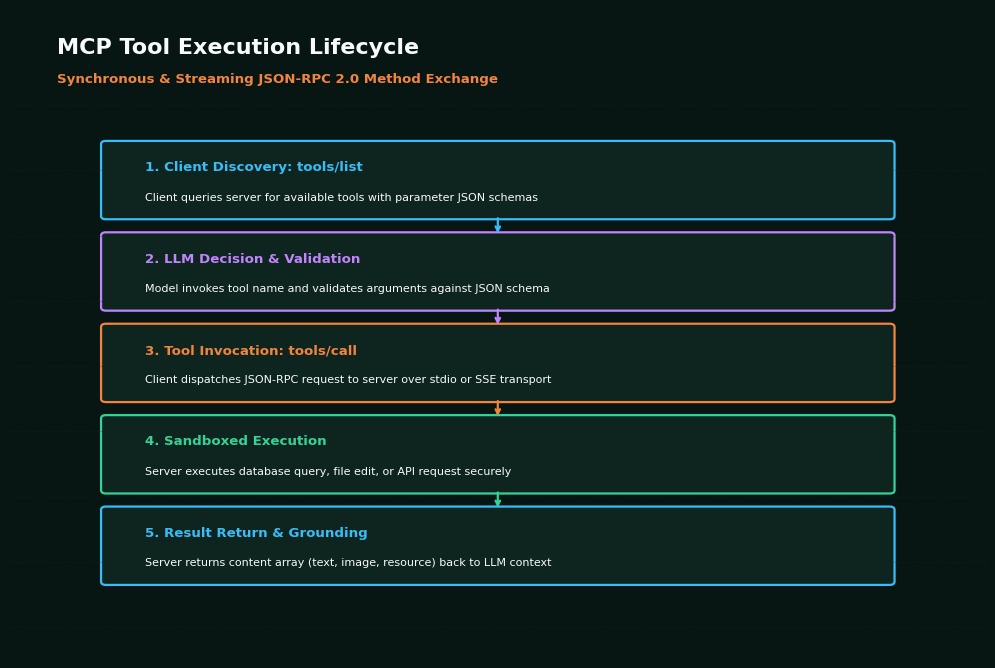 MCP Tool Execution Lifecycle
Synchronous & Streaming JSON-RPC 2.0 Method Exchange
1. Client Discovery: tools/list
Client queries server for available tools with parameter JSON schemas
2. LLM Decision & Validation
Model invokes tool name and validates arguments against JSON schema
3. Tool Invocation: tools/call
Client dispatches JSON-RPC request to server over stdio or SSE transport
4. Sandboxed Execution
Server executes database query, file edit, or API request securely
5. Result Return & Grounding
Server returns content array (text, image, resource) back to LLM context